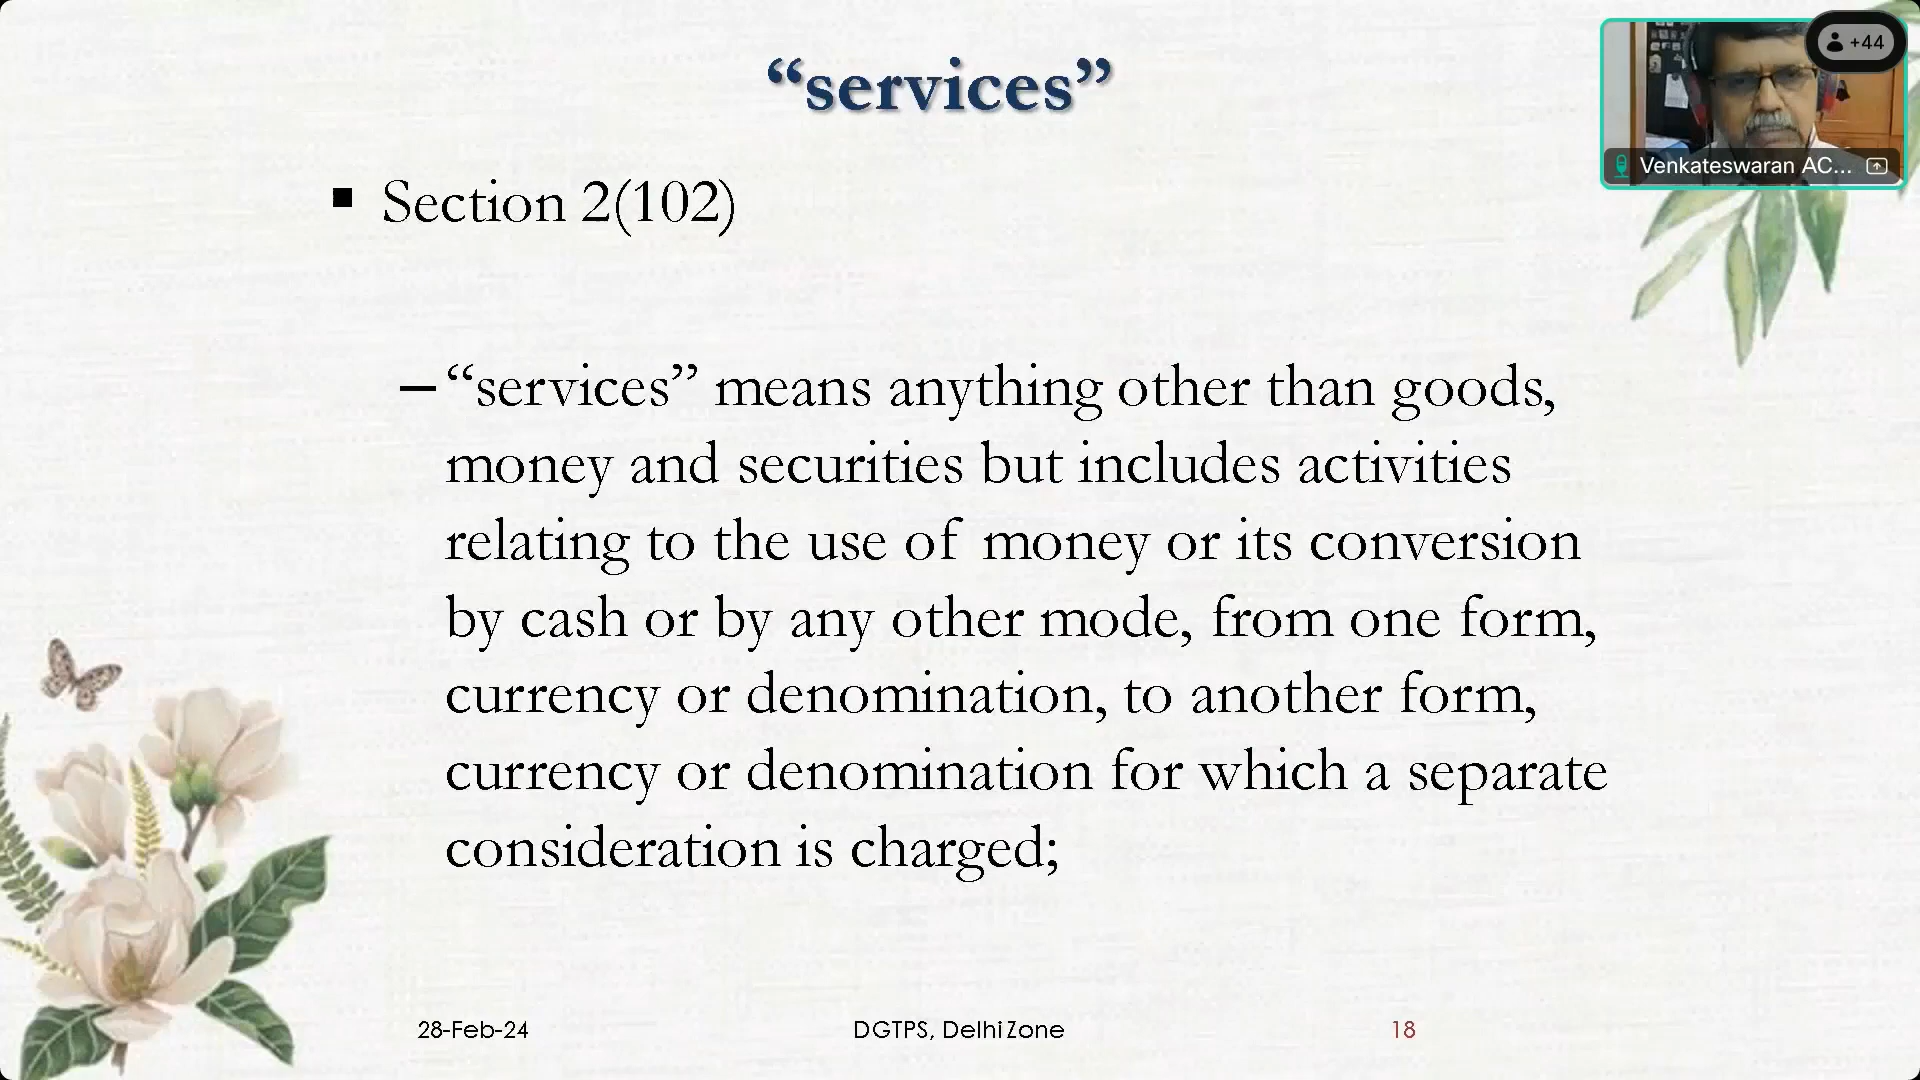 “services”
+44
Venkateswaran AC...
▪ Section 2(102)
– “services” means anything other than goods,
money and securities but includes activities
relating to the use of money or its conversion
by cash or by any other mode, from one form,
currency or denomination, to another form,
currency or denomination for which a separate
consideration is charged;
28-Feb-24
DGTPS, Delhi Zone
18